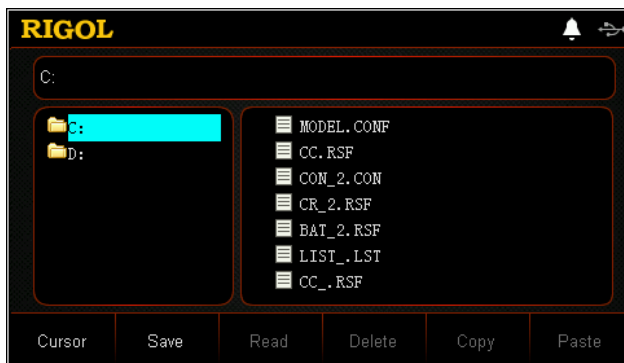 RIGOL
C:
C:
D:
MODEL.CONF
CC.RSF
CON_2.CON
CR_2.RSF
BAT_2.RSF
LIST_.LST
CC_.RSF
Cursor Save Read Delete Copy Paste